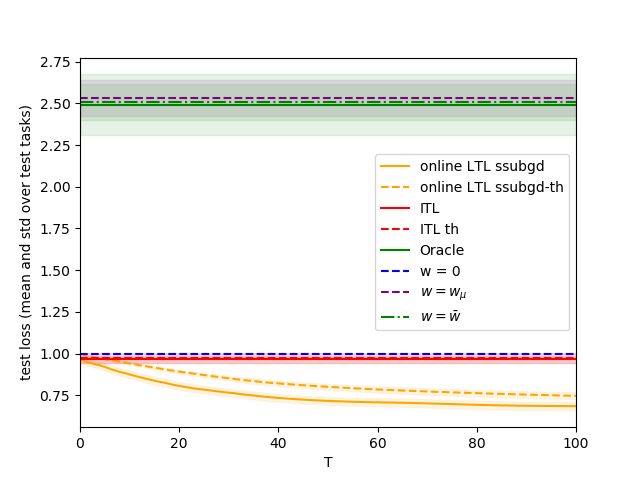 2.75
2.50
2.25
2.00
1.75
1.50
1.25
1.00
0.75
0
20
40
60
80
100
T
test loss (mean and std over test tasks)
online LTL ssubgd
online LTL ssubgd-th
ITL
ITL th
Oracle
w = 0
w = w_μ
w = w̄